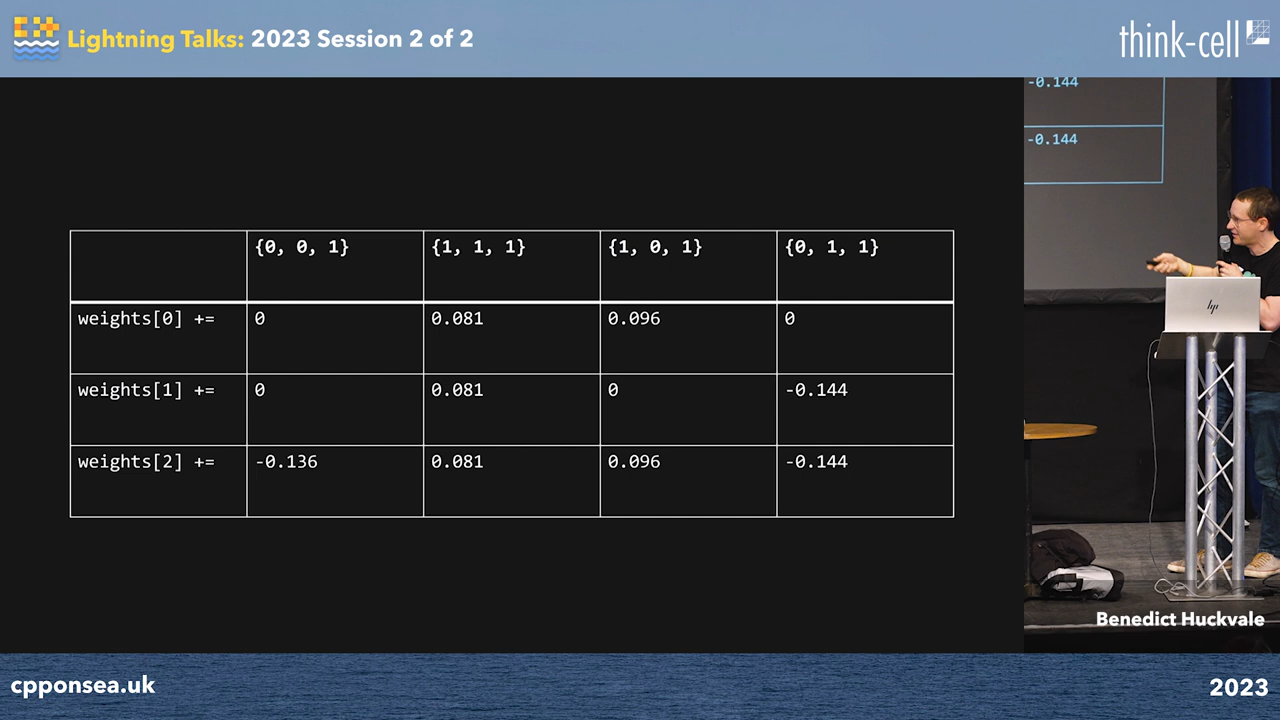 Lightning Talks: 2023 Session 2 of 2
think-cell
-0.144
-0.144
{0, 0, 1} {1, 1, 1} {1, 0, 1} {0, 1, 1}
weights[0] += 0 0.081 0.096 0
weights[1] += 0 0.081 0 -0.144
weights[2] += -0.136 0.081 0.096 -0.144
hp
Benedict Huckvale
cpponsea.uk
2023